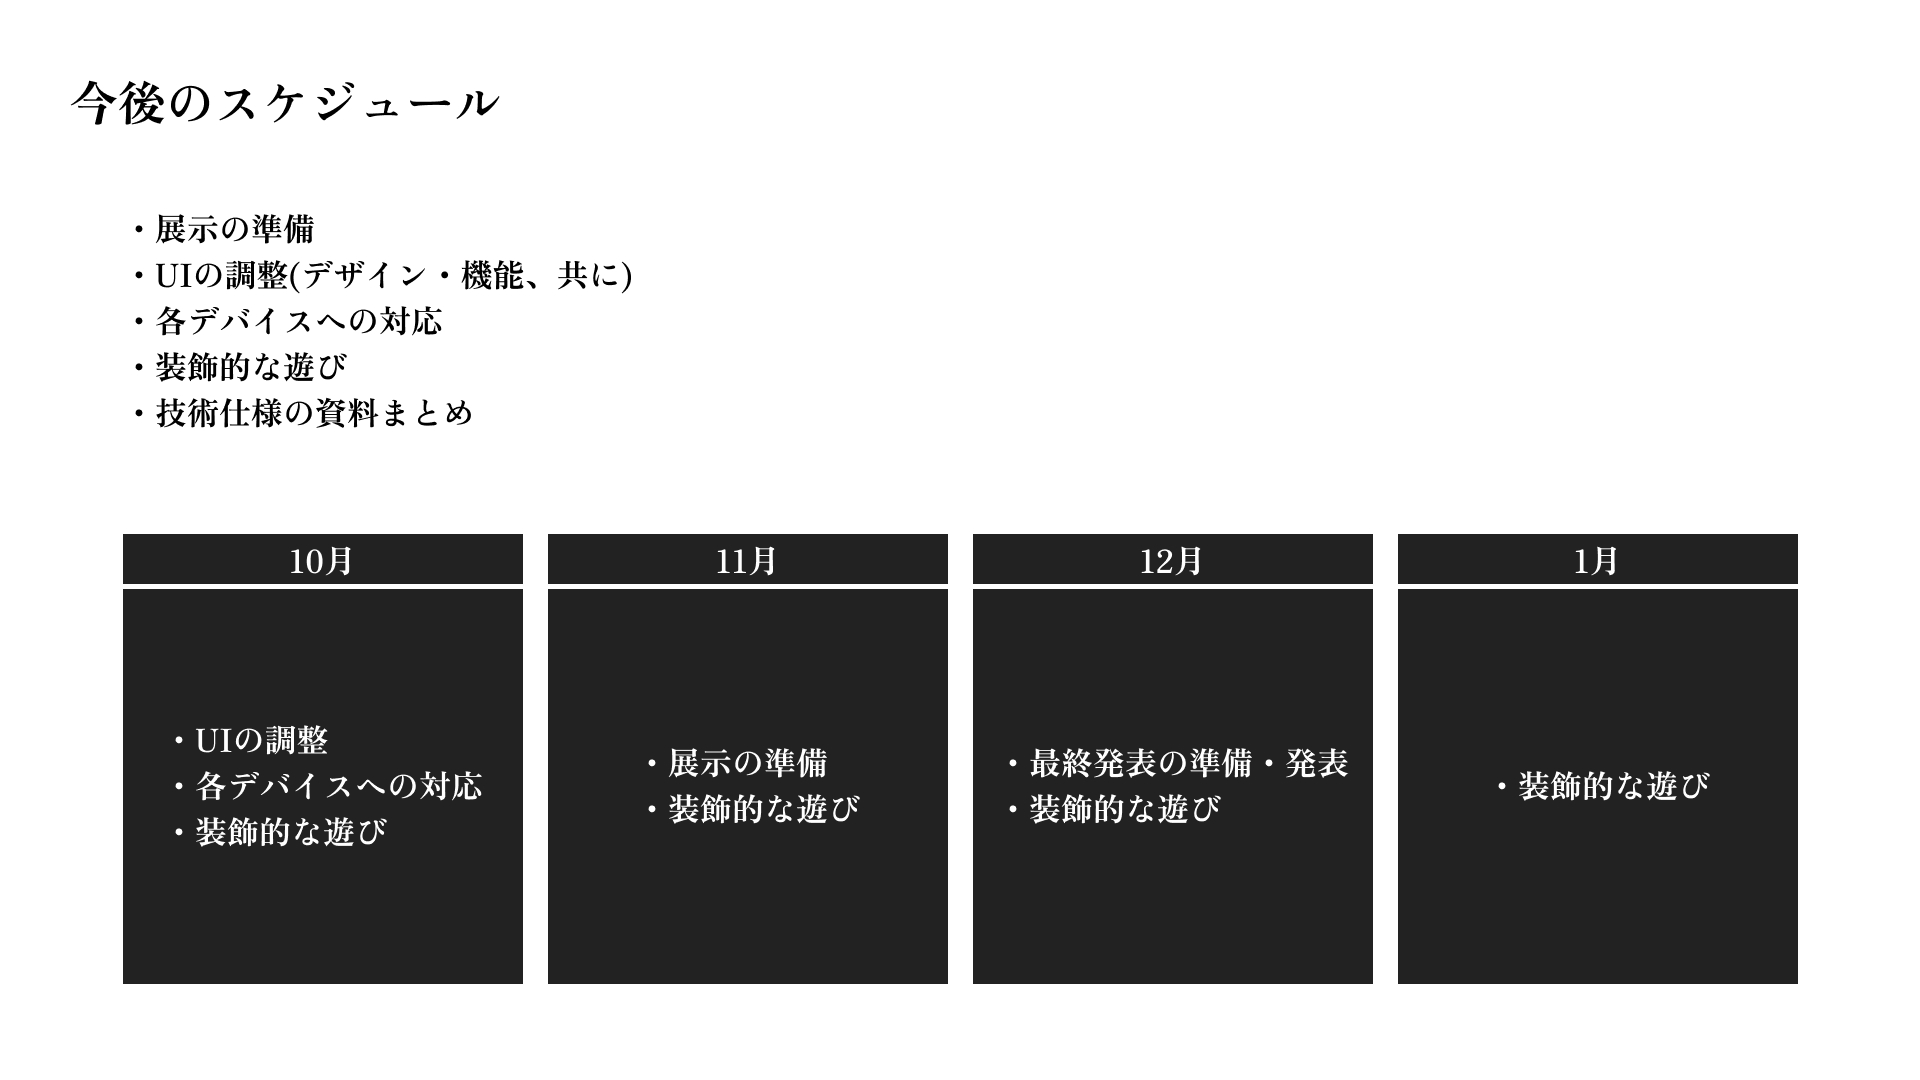 今後のスケジュール
・展示の準備
・UIの調整(デザイン・機能、共に)
・各デバイスへの対応
・装飾的な遊び
・技術仕様の資料まとめ
10月
・UIの調整
・各デバイスへの対応
・装飾的な遊び
11月
・展示の準備
・装飾的な遊び
12月
・最終発表の準備・発表
・装飾的な遊び
1月
・装飾的な遊び